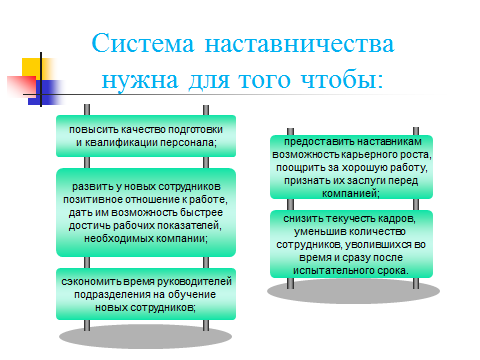 Система наставничества
нужна для того чтобы:
повысить качество подготовки
и квалификации персонала;
развить у новых сотрудников
позитивное отношение к работе,
дать им возможность быстрее
достичь рабочих показателей,
необходимых компании;
сэкономить время руководителей
подразделения на обучение
новых сотрудников;
предоставить наставникам
возможность карьерного роста,
поощрить за хорошую работу,
признать их заслуги перед
компанией;
снизить текучесть кадров,
уменьшив количество
сотрудников, уволившихся во
время и сразу после
испытательного срока.